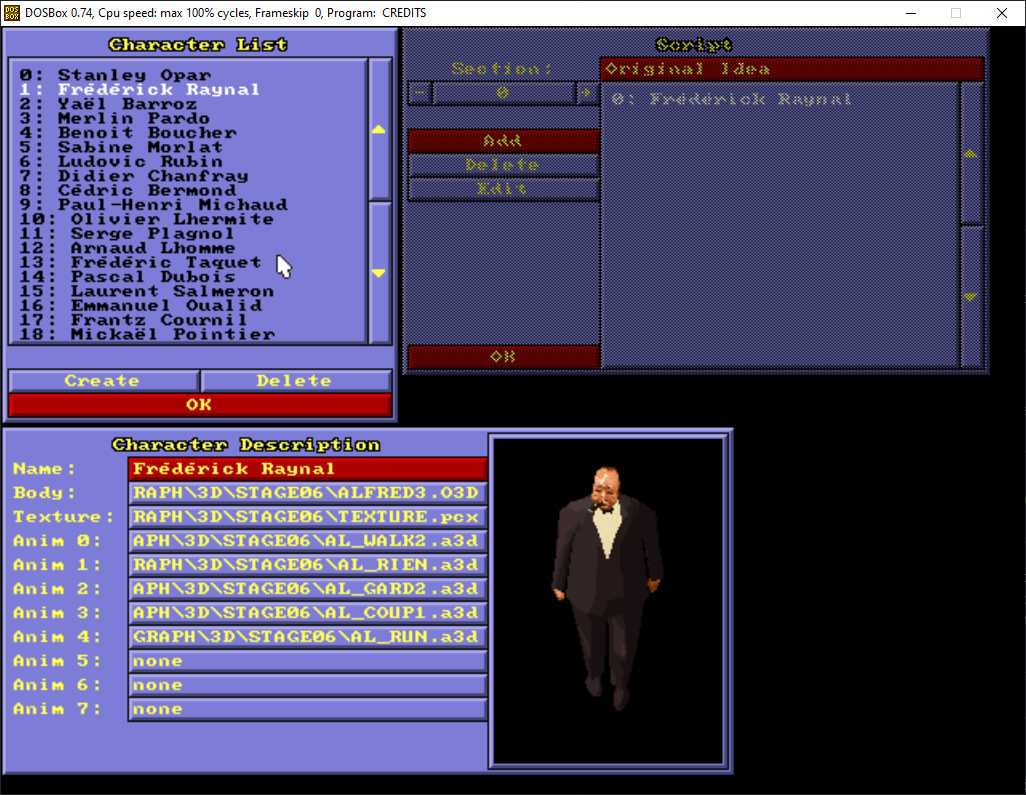 DOSBox 0.74, Cpu speed: max 100% cycles, Frameskip 0, Program: CREDITS
Character List
0: Stanley Opar
1: Frédérick Raynal
2: Yaël Barroz
3: Merlin Pardo
4: Benoit Boucher
5: Sabine Morlat
6: Ludovic Rubin
7: Didier Chanfray
8: Cédric Bermond
9: Paul-Henri Michaud
10: Olivier Lhermite
11: Serge Plagnol
12: Arnaud Lhomme
13: Frédéric Taquet
14: Pascal Dubois
15: Laurent Salmeron
16: Emmanuel Oualid
17: Frantz Cournil
18: Mickaël Pointier
Create Delete
OK
Script
Section:
0
Original Idea
0: Frédérick Raynal
Add
Delete
Edit
OK
Character Description
Name: Frédérick Raynal
Body: RAPH\3D\STAGE06\ALFRED3.O3D
Texture: RAPH\3D\STAGE06\TEXTURE.pcx
Anim 0: APH\3D\STAGE06\AL_WALK2.a3d
Anim 1: RAPH\3D\STAGE06\AL_RIEN.a3d
Anim 2: APH\3D\STAGE06\AL_GARD2.a3d
Anim 3: APH\3D\STAGE06\AL_COUP1.a3d
Anim 4: GRAPH\3D\STAGE06\AL_RUN.a3d
Anim 5: none
Anim 6: none
Anim 7: none